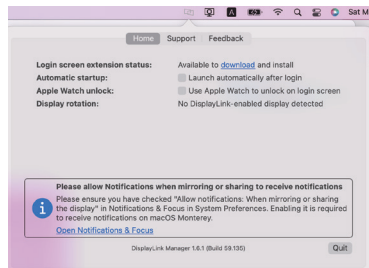 Sat M
Home Support Feedback
Login screen extension status: Available to download and install
Automatic startup: Launch automatically after login
Apple Watch unlock: Use Apple Watch to unlock on login screen
Display rotation: No DisplayLink-enabled display detected
Please allow Notifications when mirroring or sharing to receive notifications
Please ensure you have checked "Allow notifications: When mirroring or sharing
the display" in Notifications & Focus in System Preferences. Enabling it is required
to receive notifications on macOS Monterey.
Open Notifications & Focus
DisplayLink Manager 1.6.1 (Build 59.135) Quit